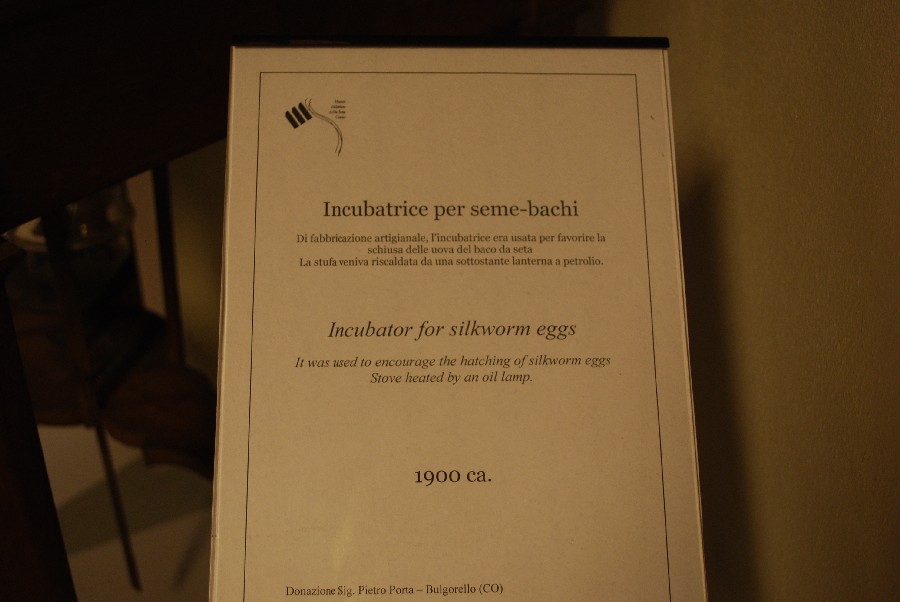 Incubatrice per seme-bachi
Di fabbricazione artigianale, l'incubatrice era usata per favorire la
schiusa delle uova del baco da seta
La stufa veniva riscaldata da una sottostante lanterna a petrolio.
Incubator for silkworm eggs
It was used to encourage the hatching of silkworm eggs
Stove heated by an oil lamp.
1900 ca.
Donazione Sig. Pietro Porta – Bulgorello (CO)